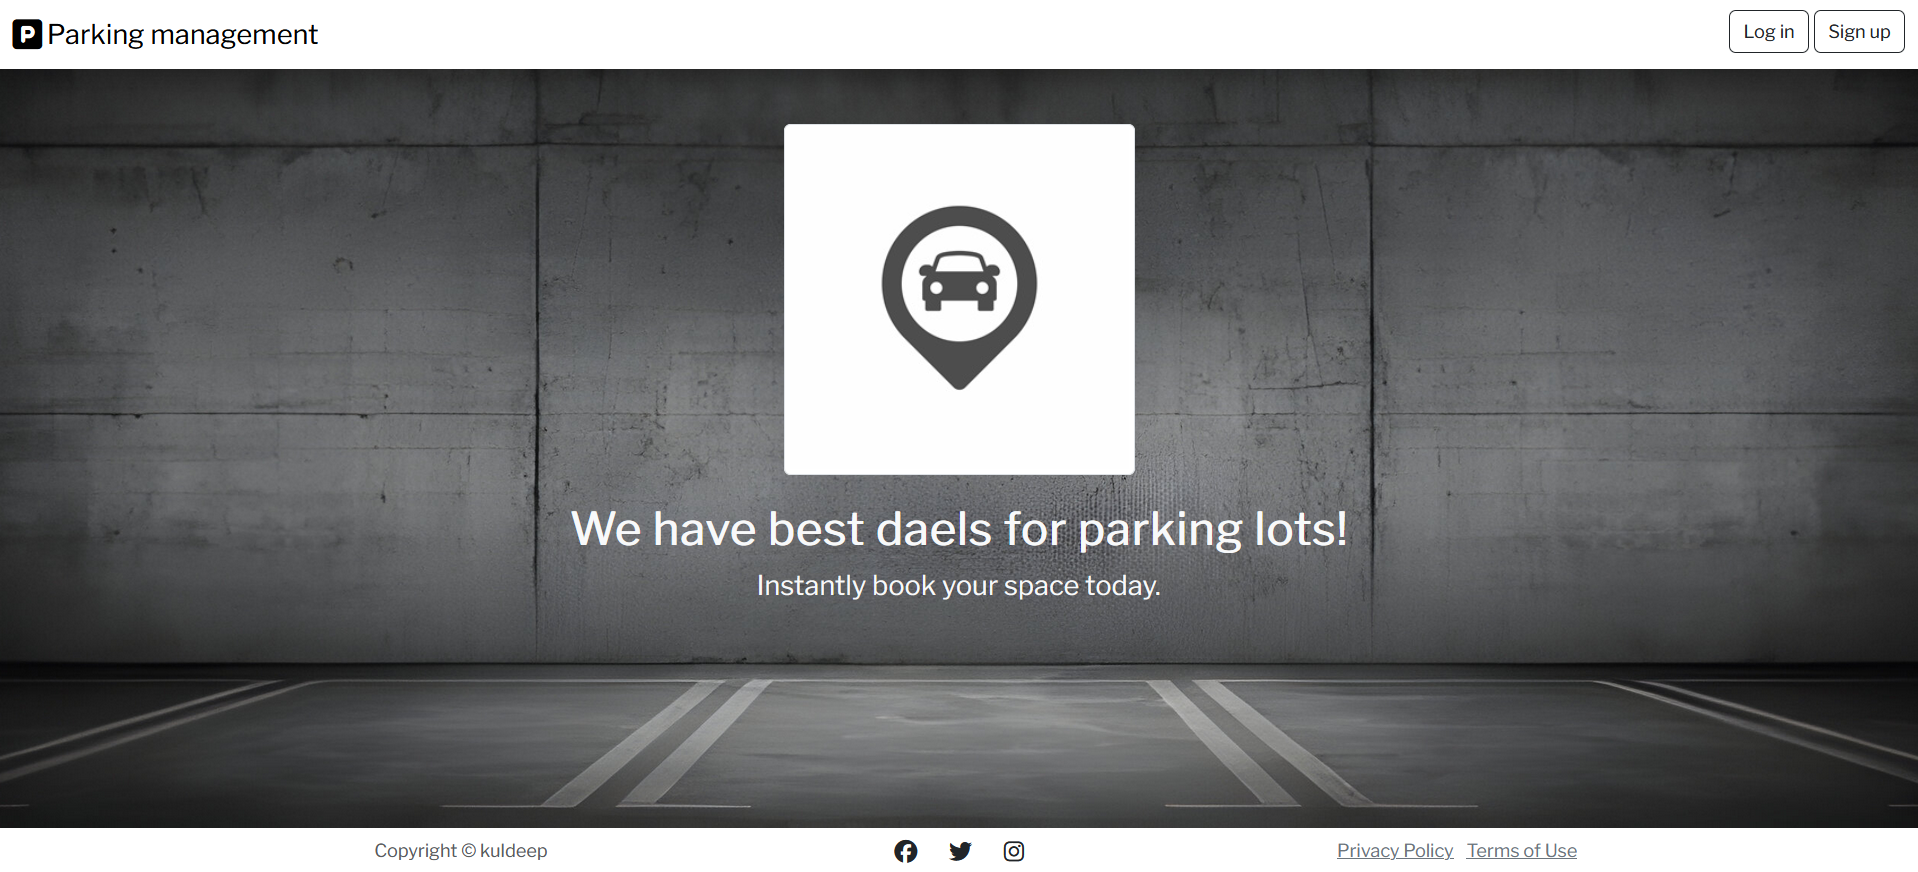 P Parking management
Log in
Sign up
We have best daels for parking lots!
Instantly book your space today.
Copyright © kuldeep
Privacy Policy
Terms of Use